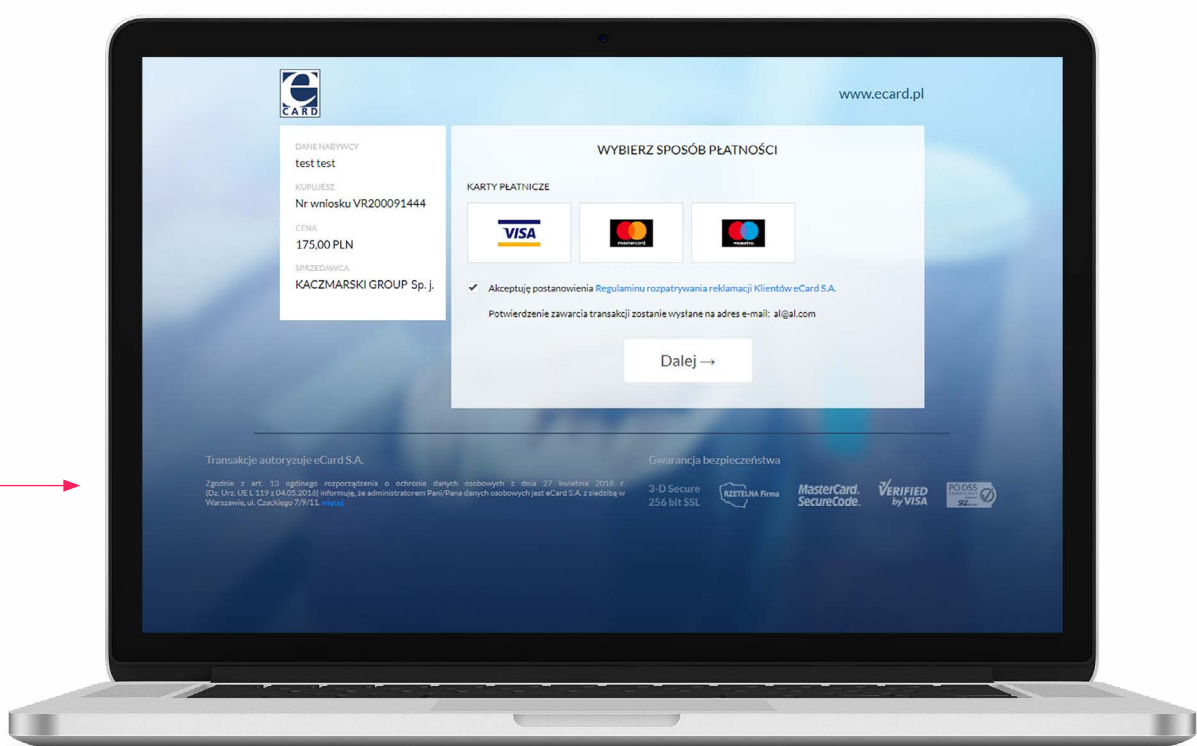 e
CARD
www.ecard.pl
DANE NABYWCY
test test
KUPUJESZ
Nr wniosku VR200091444
CENA
175,00 PLN
SPRZEDAWCA
KACZMARSKI GROUP Sp. j.
WYBIERZ SPOSÓB PŁATNOŚCI
KARTY PŁATNICZE
VISA
mastercard.
maestro.
Akceptuję postanowienia Regulaminu rozpatrywania reklamacji Klientów eCard S.A.
Potwierdzenie zawarcia transakcji zostanie wysłane na adres e-mail: al@al.com
Dalej →
Transakcje autoryzuje eCard S.A.
Zgodnie z art. 13 ogólnego rozporządzenia o ochronie danych osobowych z dnia 27 kwietnia 2016 r.
(Dz. Urz. UE L 119 z 04.05.2016) informuję, że administratorem Pani/Pana danych osobowych jest eCard S.A. z siedzibą w
Warszawie, ul. Czackiego 7/9/11. więcej
Gwarancja bezpieczeństwa
3-D Secure
256 bit SSL
RZETELNA Firma
MasterCard.
SecureCode.
VERIFIED
by VISA
PCI DSS